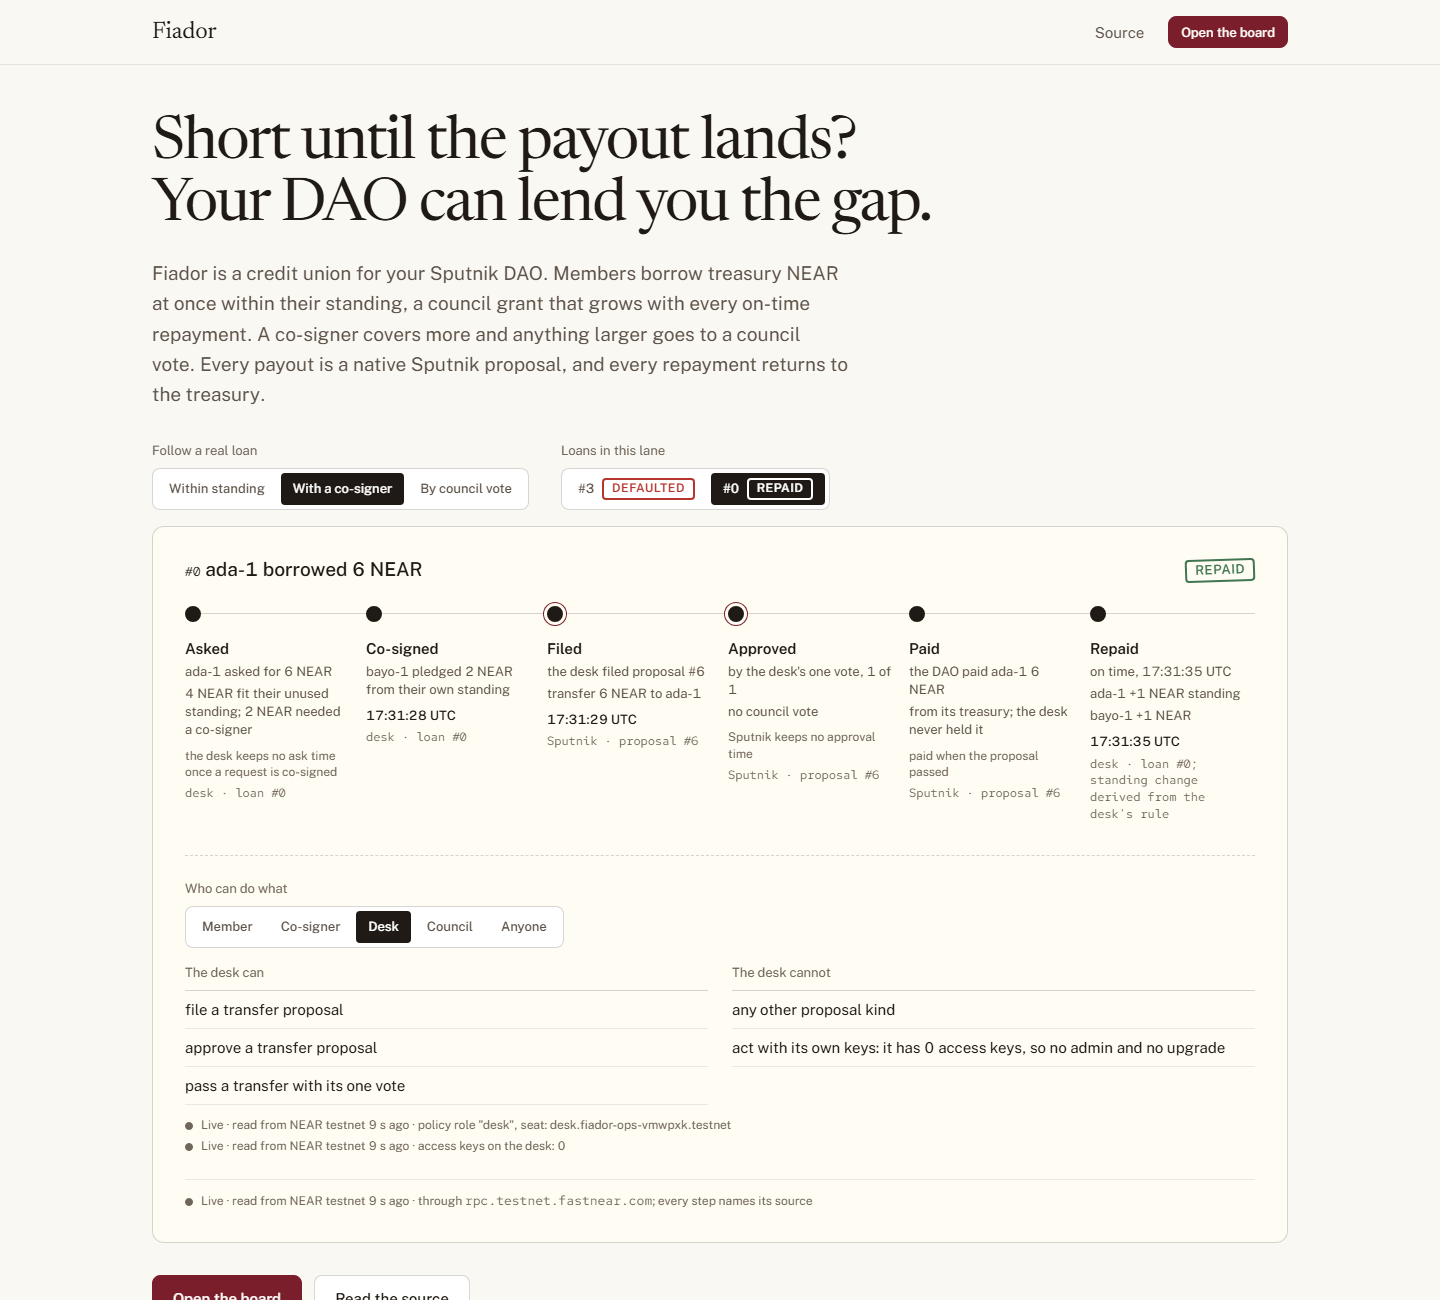 Fiador
Source
Open the board
Short until the payout lands?
Your DAO can lend you the gap.
Fiador is a credit union for your Sputnik DAO. Members borrow treasury NEAR
at once within their standing, a council grant that grows with every on-time
repayment. A co-signer covers more and anything larger goes to a council
vote. Every payout is a native Sputnik proposal, and every repayment returns to
the treasury.
Follow a real loan
Within standing
With a co-signer
By council vote
Loans in this lane
#3 DEFAULTED
#0 REPAID
#0 ada-1 borrowed 6 NEAR
REPAID
Asked
ada-1 asked for 6 NEAR
4 NEAR fit their unused
standing; 2 NEAR needed
a co-signer
the desk keeps no ask time
once a request is co-signed
desk · loan #0
Co-signed
bayo-1 pledged 2 NEAR
from their own standing
17:31:28 UTC
desk · loan #0
Filed
the desk filed proposal #6
transfer 6 NEAR to ada-1
17:31:29 UTC
Sputnik · proposal #6
Approved
by the desk's one vote, 1 of
1
no council vote
Sputnik keeps no approval
time
Sputnik · proposal #6
Paid
the DAO paid ada-1 6
NEAR
from its treasury; the desk
never held it
paid when the proposal
passed
Sputnik · proposal #6
Repaid
on time, 17:31:35 UTC
ada-1 +1 NEAR standing
bayo-1 +1 NEAR
17:31:35 UTC
desk · loan #0;
standing change
derived from the
desk's rule
Who can do what
Member
Co-signer
Desk
Council
Anyone
The desk can
file a transfer proposal
approve a transfer proposal
pass a transfer with its one vote
The desk cannot
any other proposal kind
act with its own keys: it has 0 access keys, so no admin and no upgrade
Live · read from NEAR testnet 9 s ago · policy role "desk", seat: desk.fiador-ops-vmwpxk.testnet
Live · read from NEAR testnet 9 s ago · access keys on the desk: 0
Live · read from NEAR testnet 9 s ago · through rpc.testnet.fastnear.com; every step names its source
Open the board
Read the source